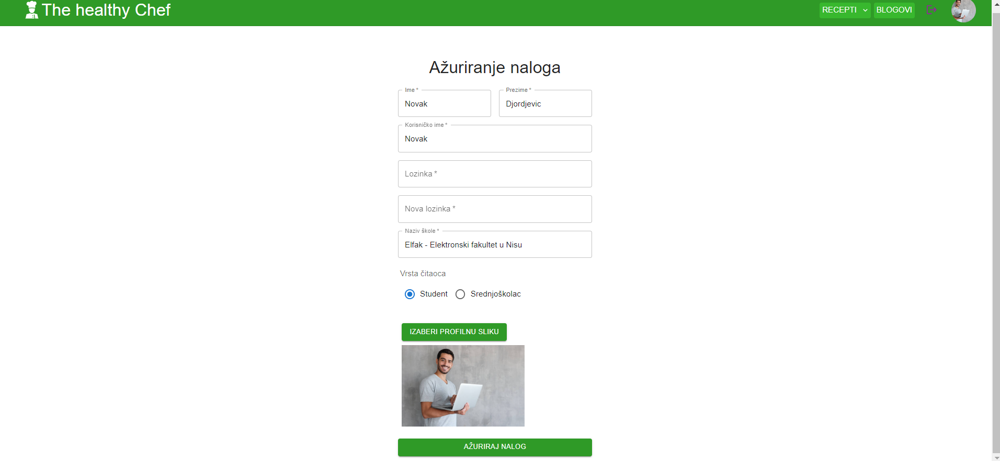 The healthy Chef
RECEPTI
BLOGOVI
Ažuriranje naloga
Ime *
Prezime *
Novak
Djordjevic
Korisničko ime *
Novak
Lozinka *
Nova lozinka *
Naziv škole *
Elfak - Elektronski fakultet u Nisu
Vrsta čitaoca
Student
Srednjoškolac
IZABERI PROFILNU SLIKU
AŽURIRAJ NALOG